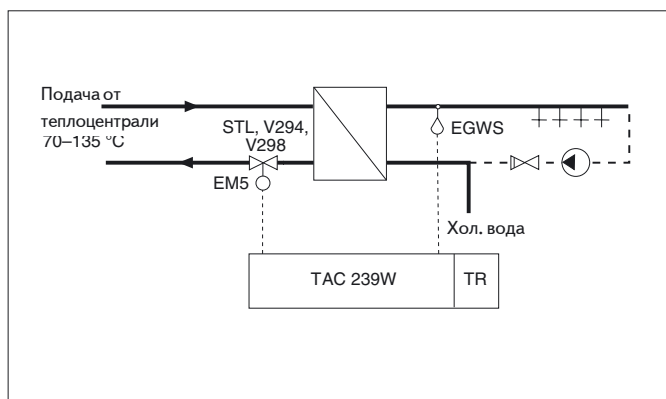 Подача от
теплоцентрали
70–135 °C
STL, V294,
V298
EGWS
EM5
Хол. вода
TAC 239W
TR